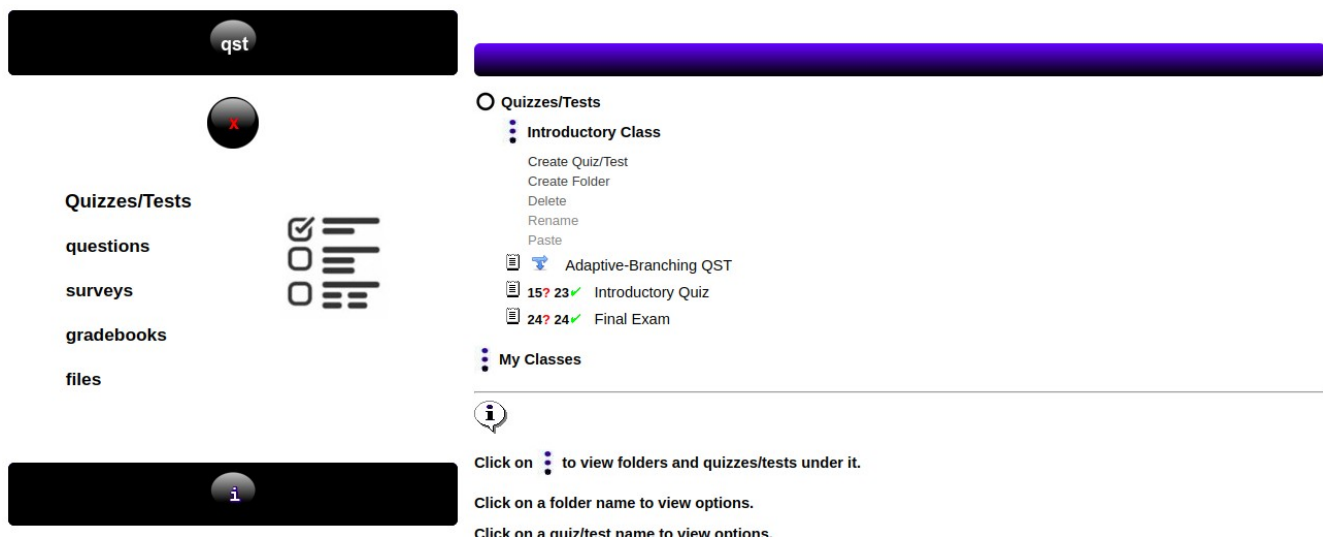 qst
x
Quizzes/Tests
questions
surveys
gradebooks
files
i
Quizzes/Tests
Introductory Class
Create Quiz/Test
Create Folder
Delete
Rename
Paste
Adaptive-Branching QST
15? 23✔ Introductory Quiz
24? 24✔ Final Exam
My Classes
i
Click on to view folders and quizzes/tests under it.
Click on a folder name to view options.
Click on a quiz/test name to view options.